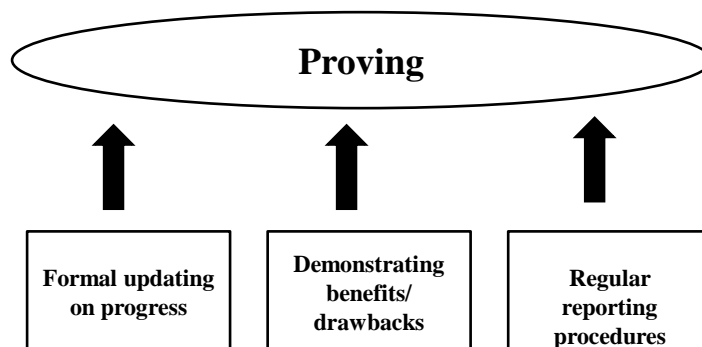 Proving
Formal updating
on progress
Demonstrating
benefits/
drawbacks
Regular
reporting
procedures